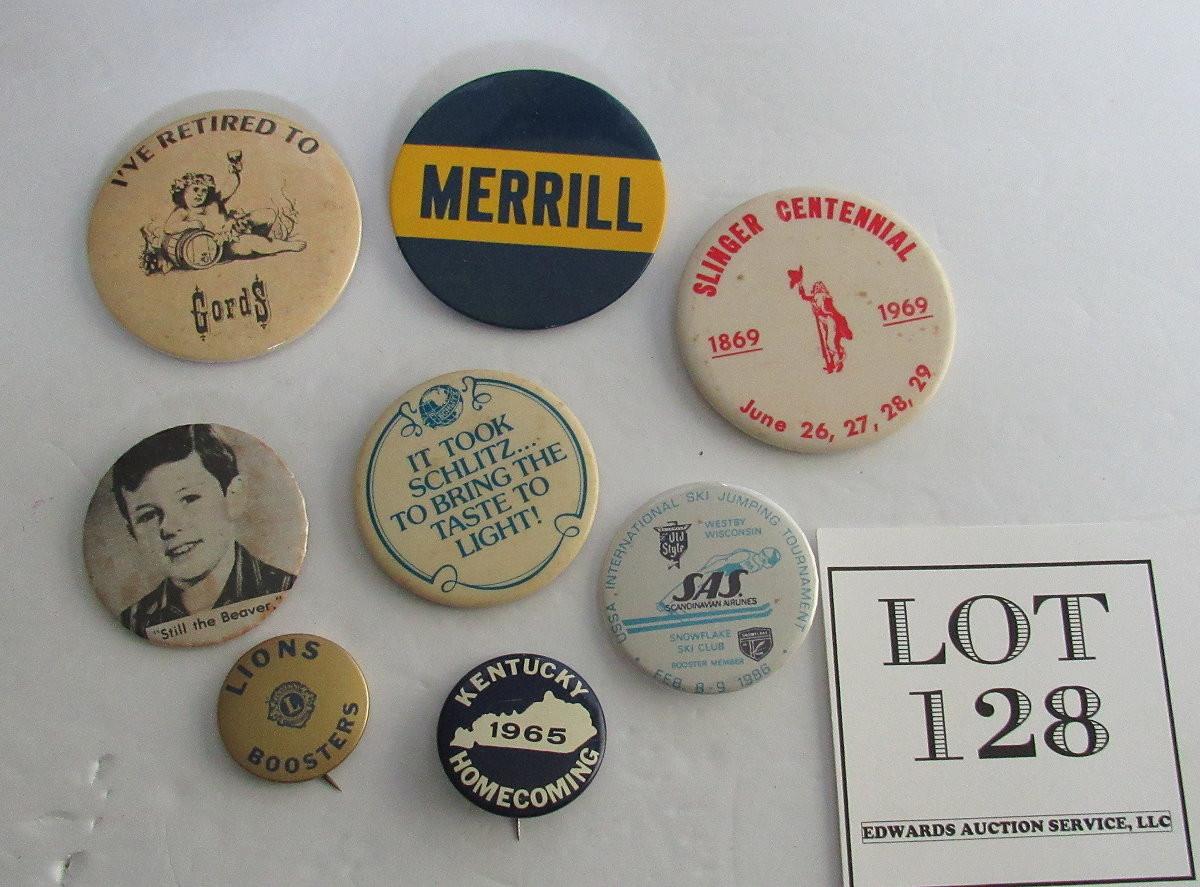 I'VE RETIRED TO
GordS
MERRILL
SLINGER CENTENNIAL
1869
1969
June 26, 27, 28, 29
"Still the Beaver."
IT TOOK
SCHLITZ....
TO BRING THE
TASTE TO
LIGHT!
USSA INTERNATIONAL SKI JUMPING TOURNAMENT
Old
Style
WESTBY
WISCONSIN
SAS
SCANDINAVIAN AIRLINES
SNOWFLAKE
SKI CLUB
SNOWFLAKE
BOOSTER MEMBER
FEB. 8-9, 1986
LIONS
L
BOOSTERS
KENTUCKY
1965
HOMECOMING
LOT
128
EDWARDS AUCTION SERVICE, LLC